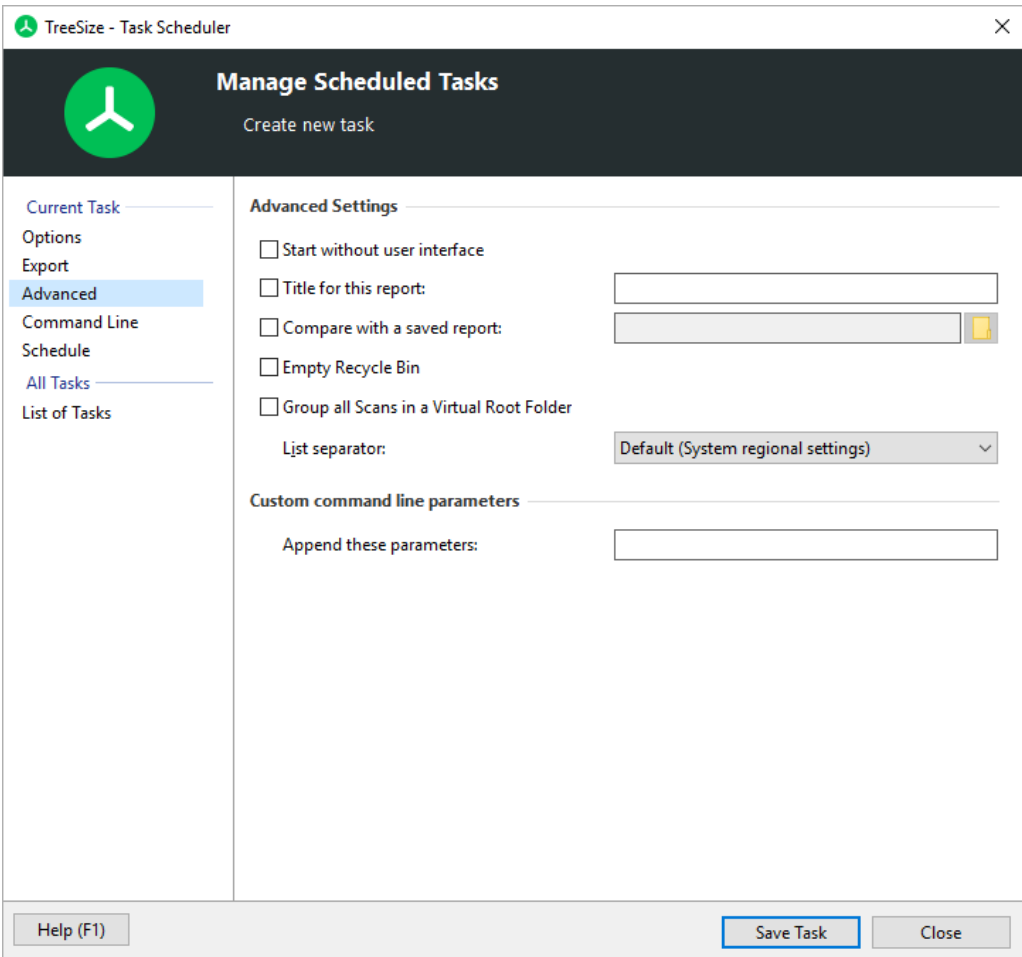 TreeSize - Task Scheduler
Manage Scheduled Tasks
Create new task
Current Task
Options
Export
Advanced
Command Line
Schedule
All Tasks
List of Tasks
Advanced Settings
Start without user interface
Title for this report:
Compare with a saved report:
Empty Recycle Bin
Group all Scans in a Virtual Root Folder
List separator: Default (System regional settings)
Custom command line parameters
Append these parameters:
Help (F1) Save Task Close